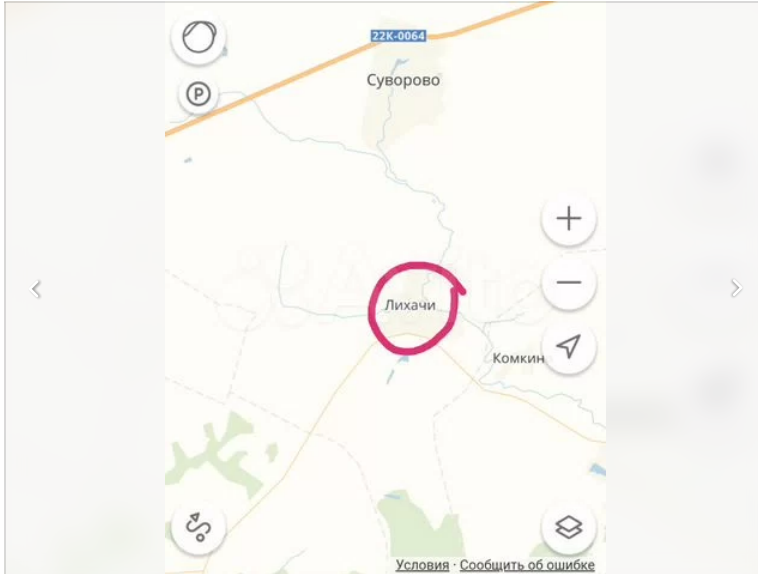 22К-0064
Суворово
P
Лихачи
Комкин
Условия · Сообщить об ошибке